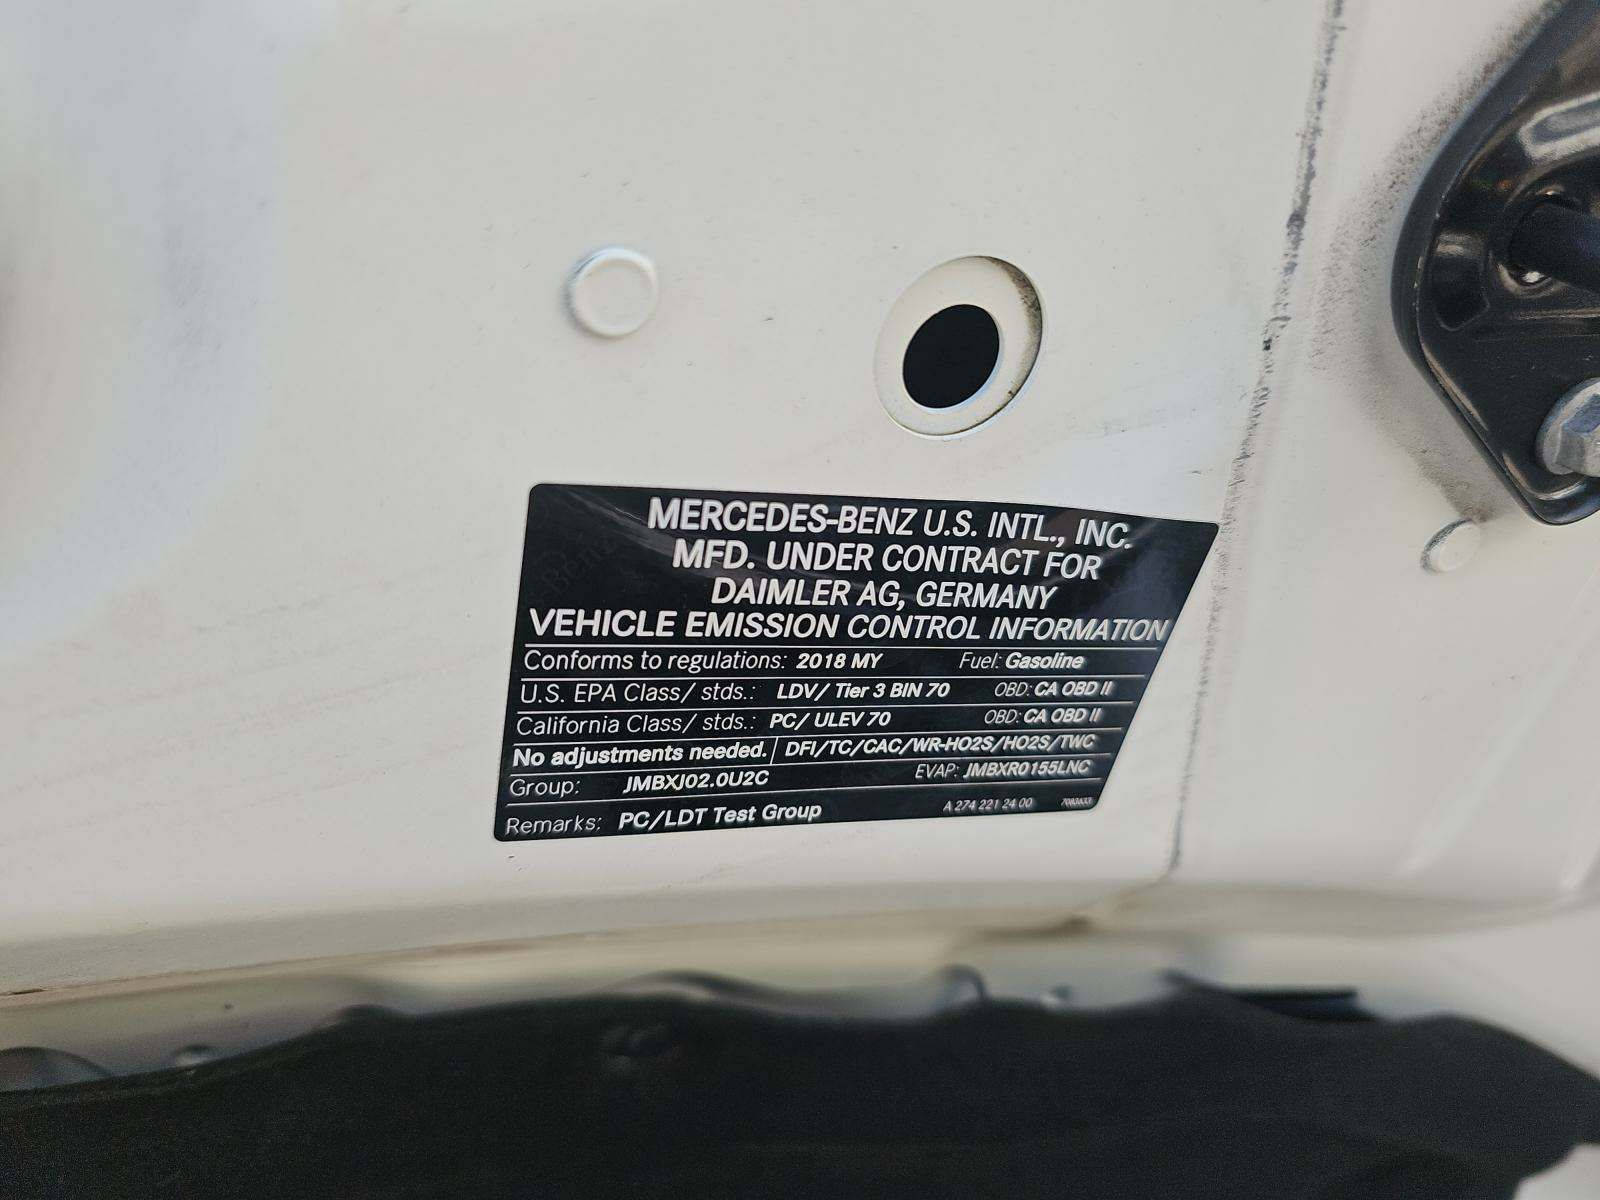 MERCEDES-BENZ U.S. INTL., INC.
MFD. UNDER CONTRACT FOR
DAIMLER AG, GERMANY
VEHICLE EMISSION CONTROL INFORMATION
Conforms to regulations: 2018 MY Fuel: Gasoline
U.S. EPA Class/ stds.: LDV/ Tier 3 BIN 70 OBD: CA OBD II
California Class/ stds.: PC/ ULEV 70 OBD: CA OBD II
No adjustments needed. DFI/TC/CAC/WR-HO2S/HO2S/TWC
Group: JMBXJ02.0U2C EVAP: JMBXR0155LNC
Remarks: PC/LDT Test Group A 274 221 24 00